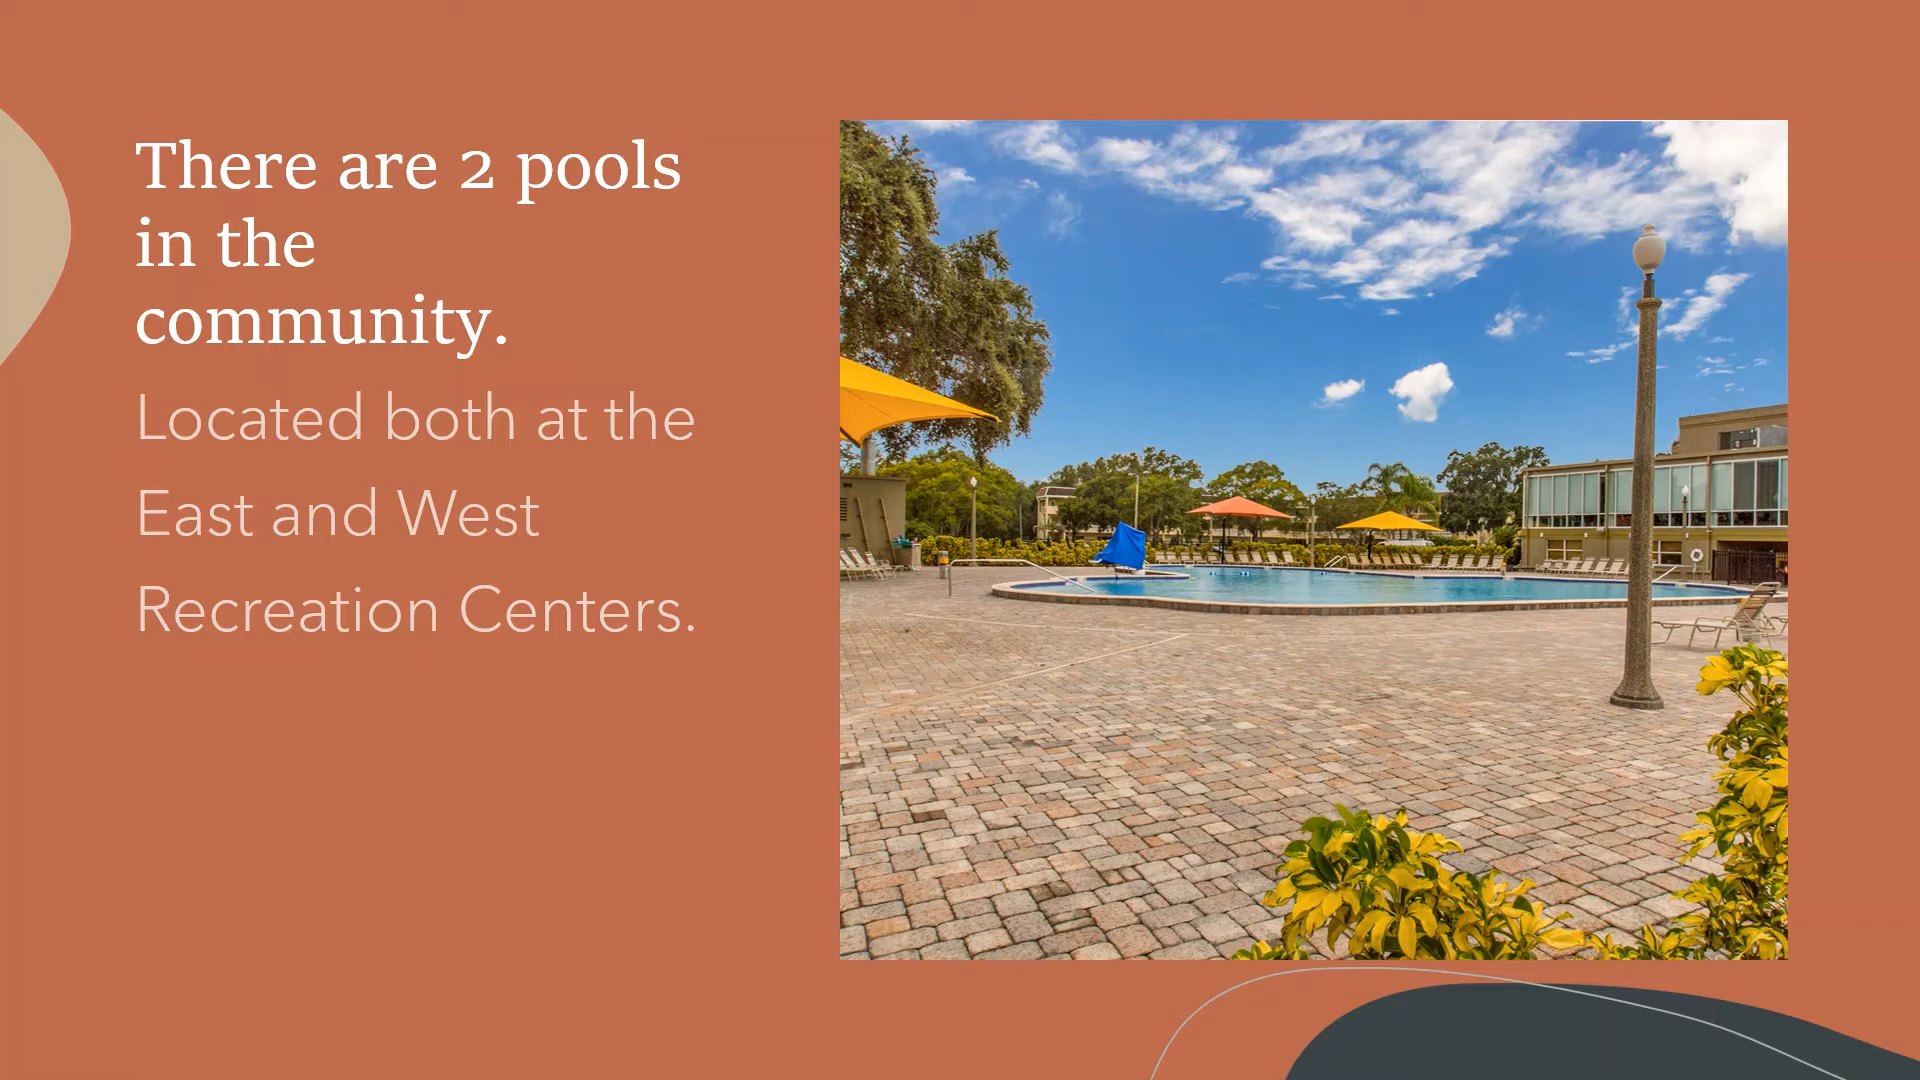 There are 2 pools
in the
community.
Located both at the
East and West
Recreation Centers.